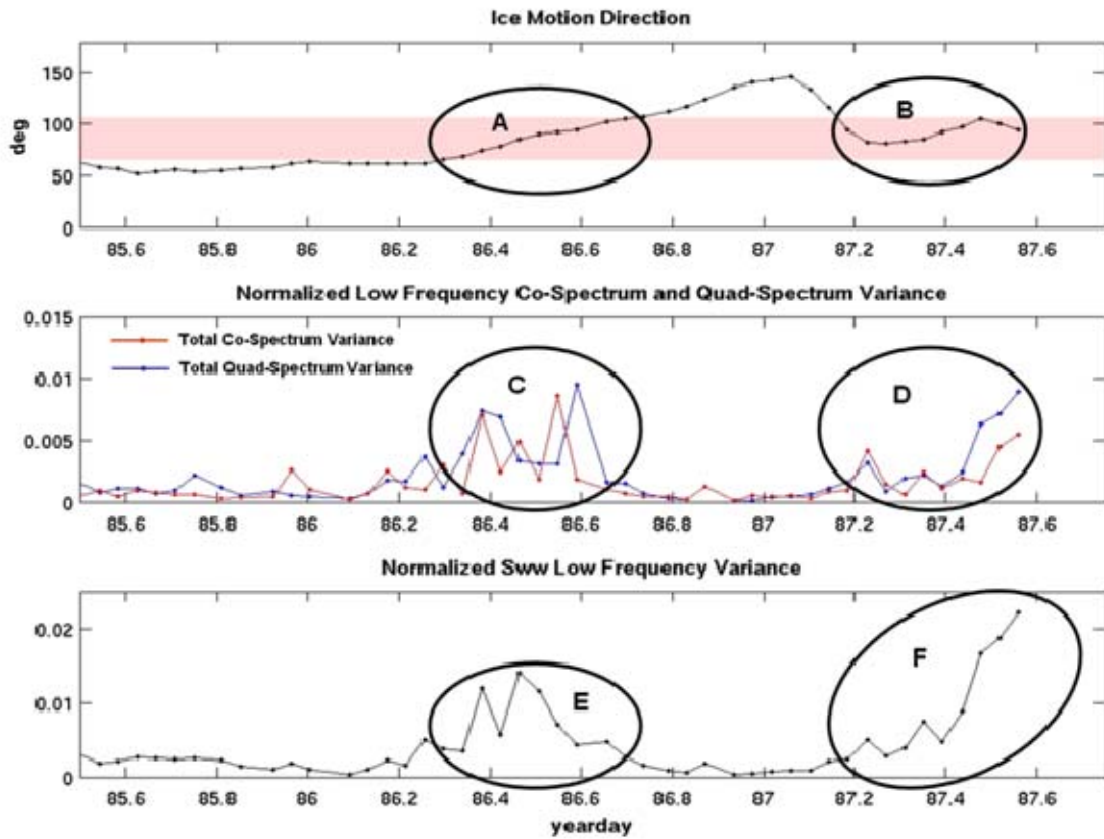 Ice Motion Direction
deg
150
100
50
0
A
B
85.6 85.8 86 86.2 86.4 86.6 86.8 87 87.2 87.4 87.6
Normalized Low Frequency Co-Spectrum and Quad-Spectrum Variance
0.015
0.01
0.005
0
Total Co-Spectrum Variance
Total Quad-Spectrum Variance
C
D
85.6 85.8 86 86.2 86.4 86.6 86.8 87 87.2 87.4 87.6
Normalized Sww Low Frequency Variance
0.02
0.01
0
E
F
85.6 85.8 86 86.2 86.4 86.6 86.8 87 87.2 87.4 87.6
yearday